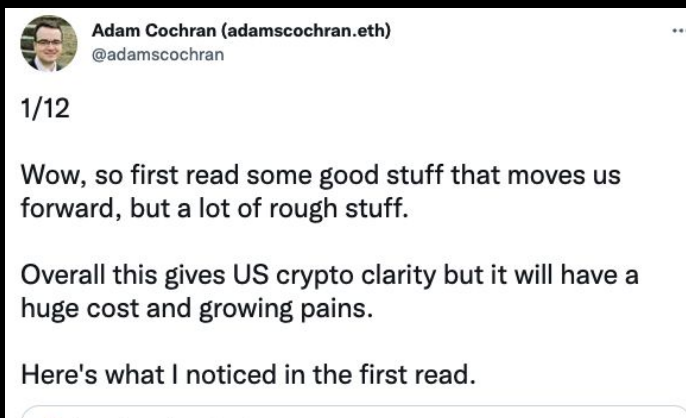 Adam Cochran (adamscochran.eth)
@adamscochran
1/12
Wow, so first read some good stuff that moves us
forward, but a lot of rough stuff.
Overall this gives US crypto clarity but it will have a
huge cost and growing pains.
Here's what I noticed in the first read.